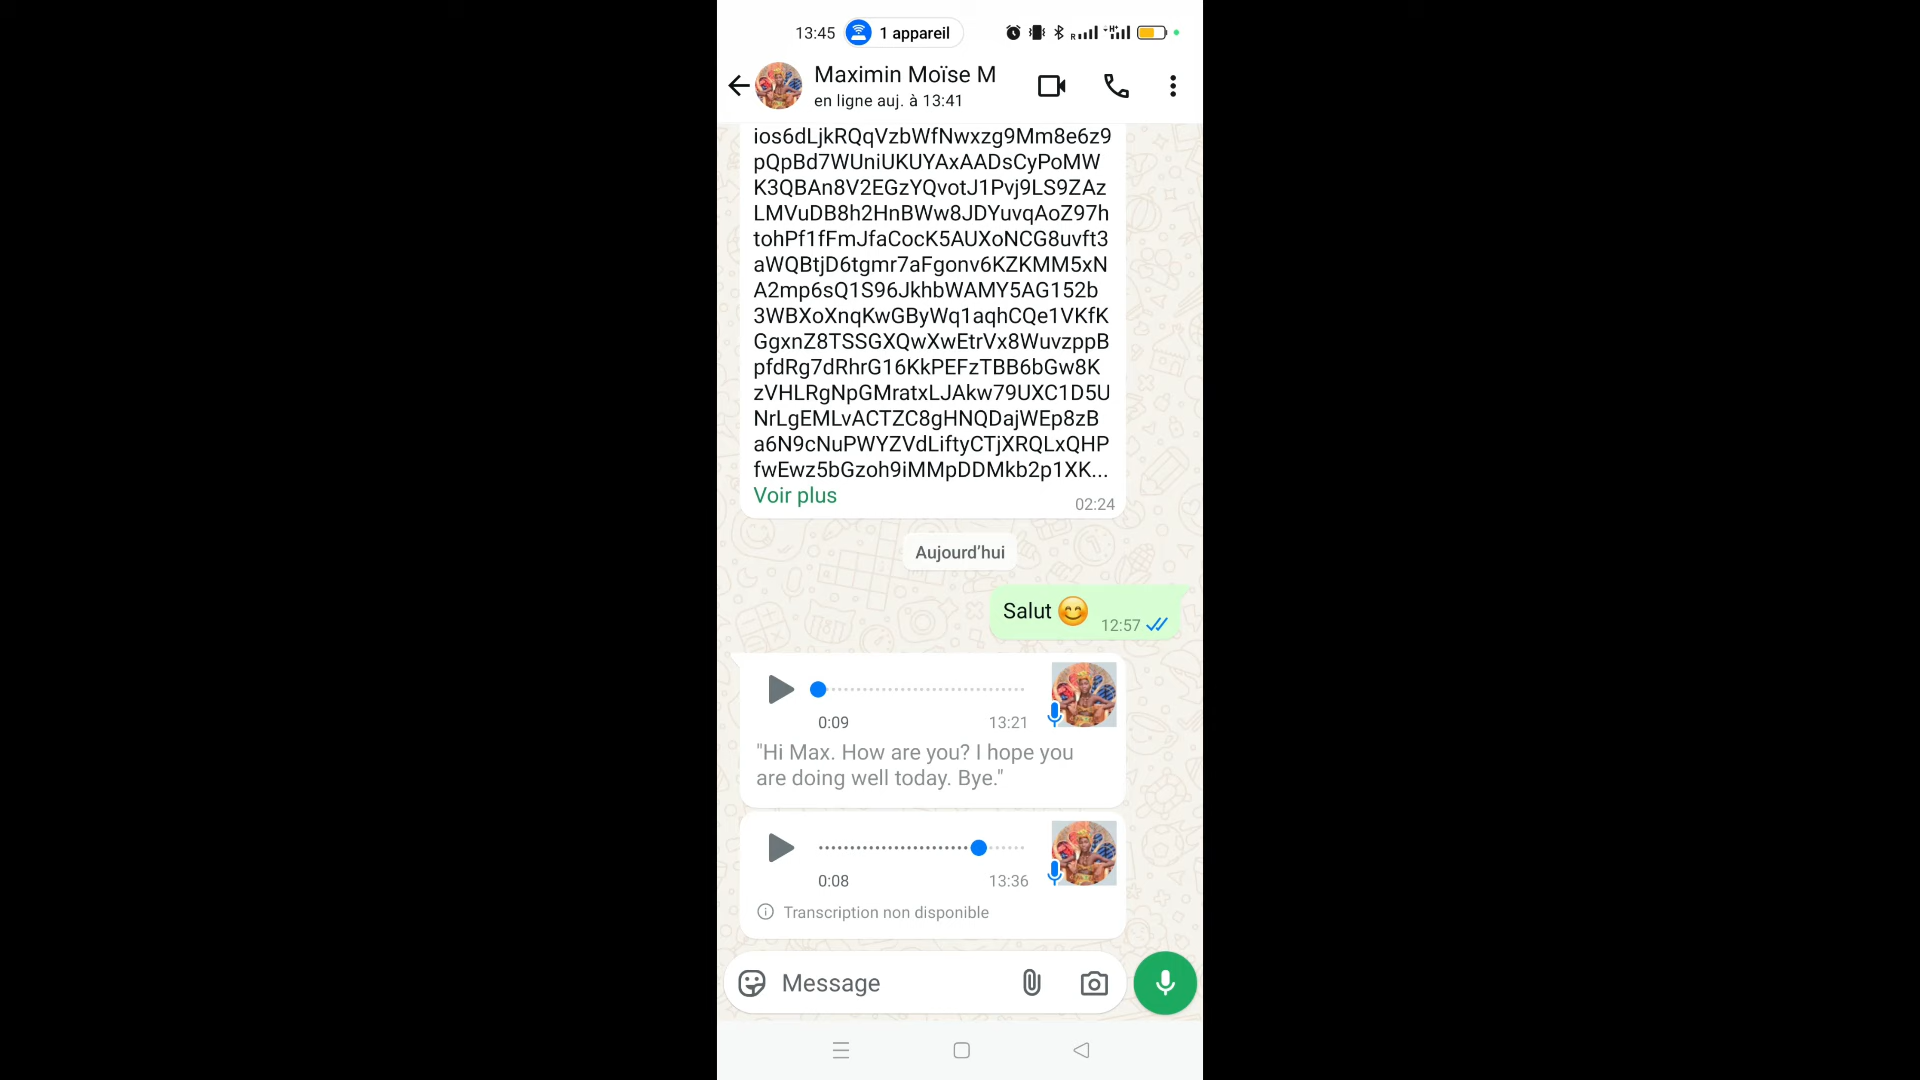 13:45 1 appareil
Maximin Moïse M
en ligne auj. à 13:41
ios6dLjkRQqVzbWfNwxzg9Mm8e6z9
pQpBd7WUniUKUYAxAADsCyPoMW
K3QBAn8V2EGzYQvotJ1Pvj9LS9ZAz
LMVuDB8h2HnBWw8JDYuvqAoZ97h
tohPf1fFmJfaCocK5AUXoNCG8uvft3
aWQBtjD6tgmr7aFgonv6KZKMM5xN
A2mp6sQ1S96JkhbWAMY5AG152b
3WBXoXnqKwGByWq1aqhCQe1VKfK
GgxnZ8TSSGXQwXwEtrVx8WuvzppB
pfdRg7dRhrG16KkPEFzTBB6bGw8K
zVHLRgNpGMratxLJAkw79UXC1D5U
NrLgEMLvACTZC8gHNQDajWEp8zB
a6N9cNuPWYZVdLiftyCTjXRQLxQHP
fwEwz5bGzoh9iMMpDDMkb2p1XK...
Voir plus
02:24
Aujourd'hui
Salut 😊 12:57
0:09 13:21
"Hi Max. How are you? I hope you
are doing well today. Bye."
0:08 13:36
Transcription non disponible
Message